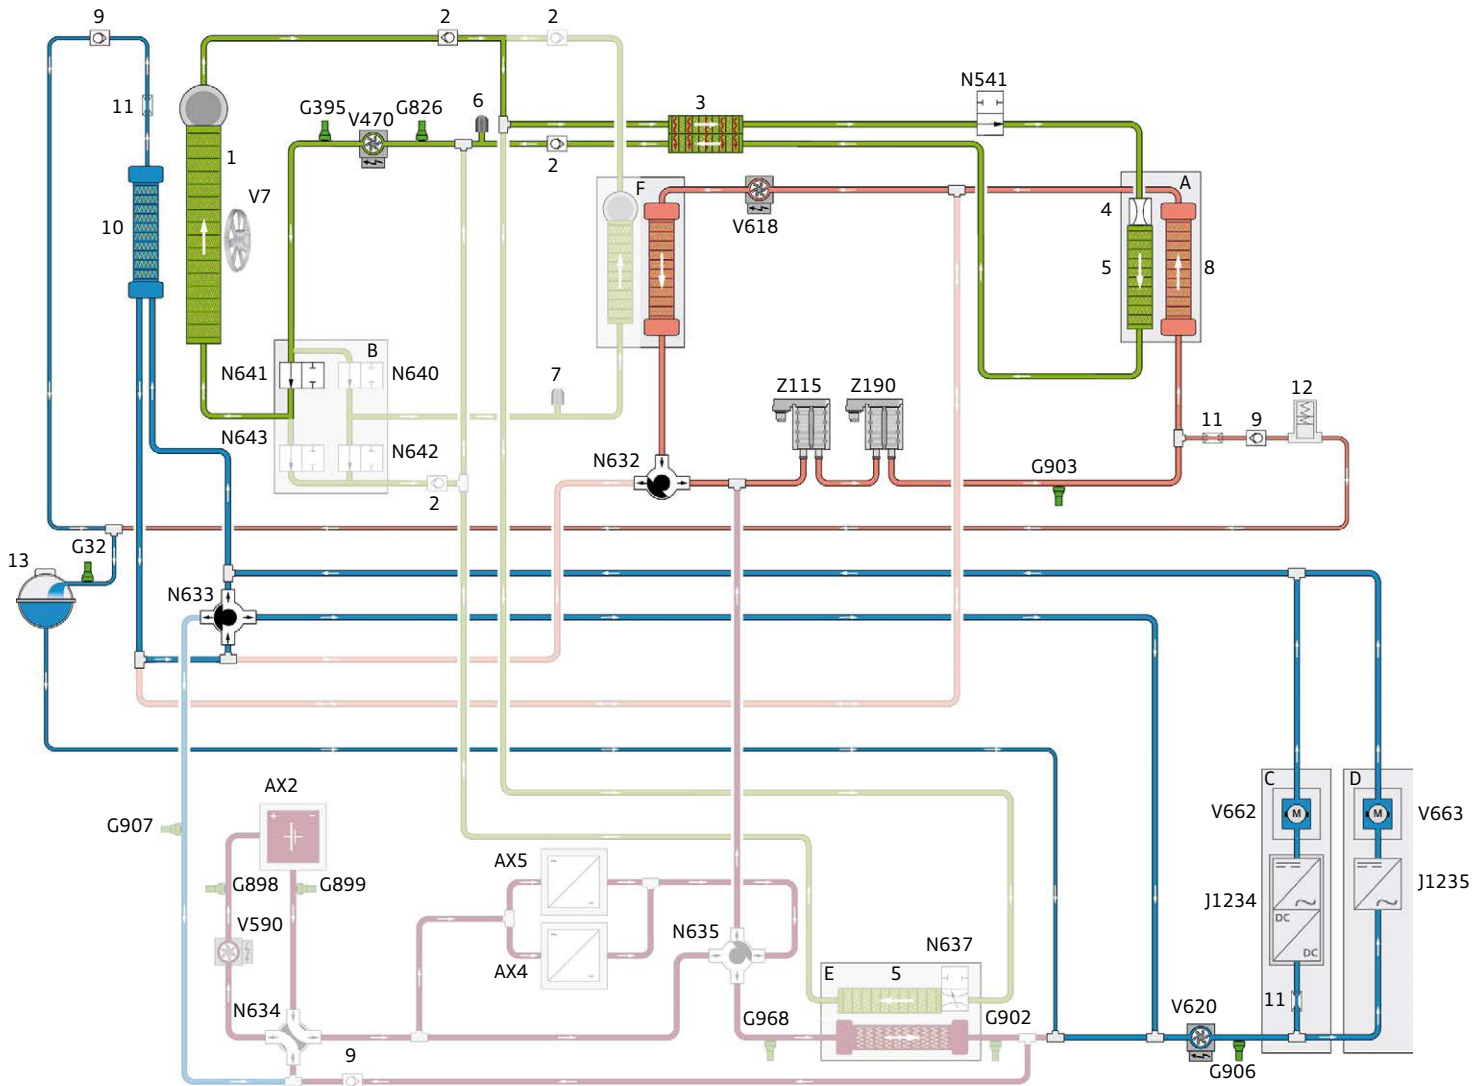 9
2
2
N541
11
G395
V470
G826
6
3
1
2
V7
F
A
10
4
V618
5
8
N641
B
N640
7
Z115
Z190
12
N643
N642
11
9
N632
G903
2
G32
13
N633
AX2
C
D
G907
V662
M
M
V663
+
−
AX5
G898
G899
J1235
J1234
V590
DC
N635
N637
AX4
E
5
DC
11
N634
G968
G902
V620
9
G906